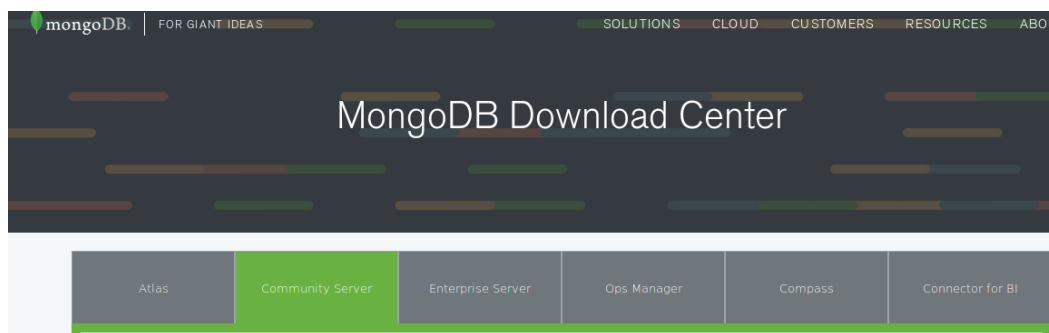 mongoDB. FOR GIANT IDEAS SOLUTIONS CLOUD CUSTOMERS RESOURCES ABO
MongoDB Download Center
Atlas Community Server Enterprise Server Ops Manager Compass Connector for BI